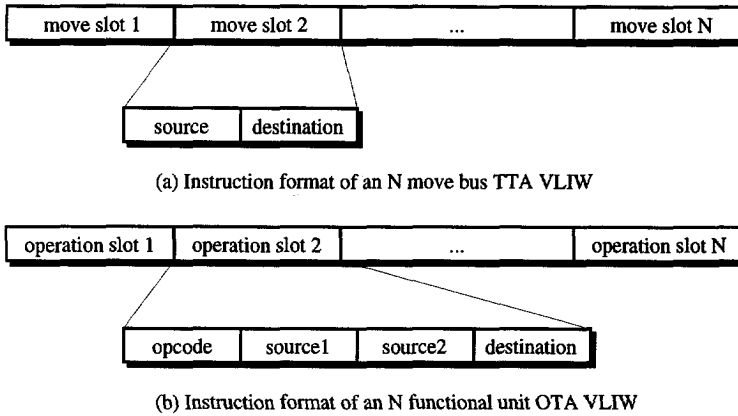 move slot 1 move slot 2 ... move slot N
source destination
(a) Instruction format of an N move bus TTA VLIW
operation slot 1 operation slot 2 ... operation slot N
opcode source1 source2 destination
(b) Instruction format of an N functional unit OTA VLIW